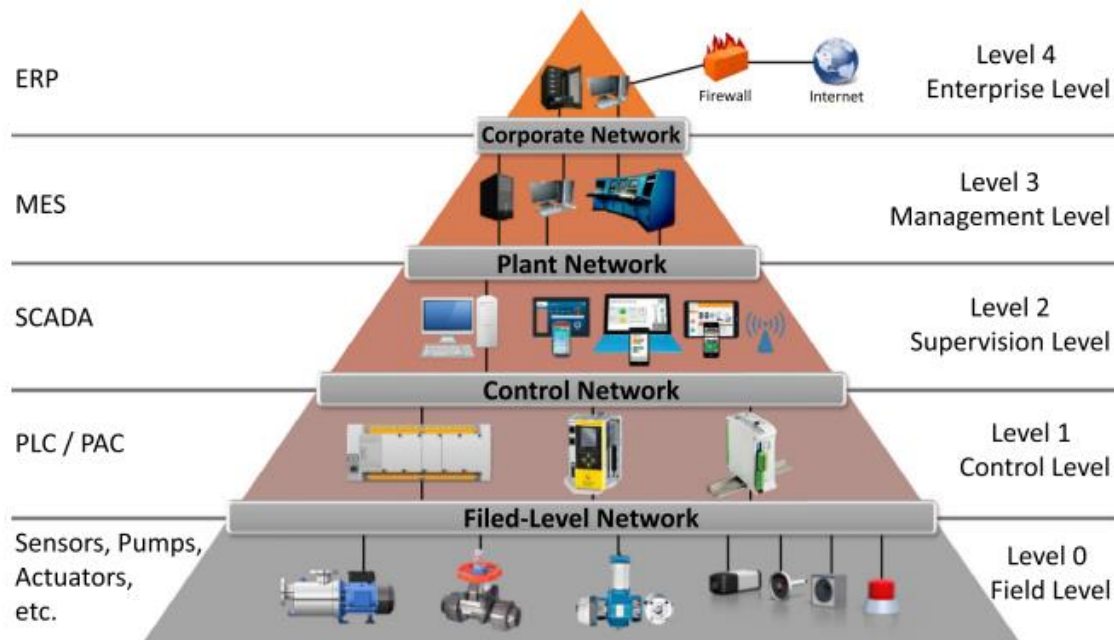 ERP
Firewall
Internet
Level 4
Enterprise Level
Corporate Network
MES
Level 3
Management Level
Plant Network
SCADA
Level 2
Supervision Level
Control Network
PLC / PAC
Level 1
Control Level
Filed-Level Network
Sensors, Pumps,
Actuators,
etc.
Level 0
Field Level